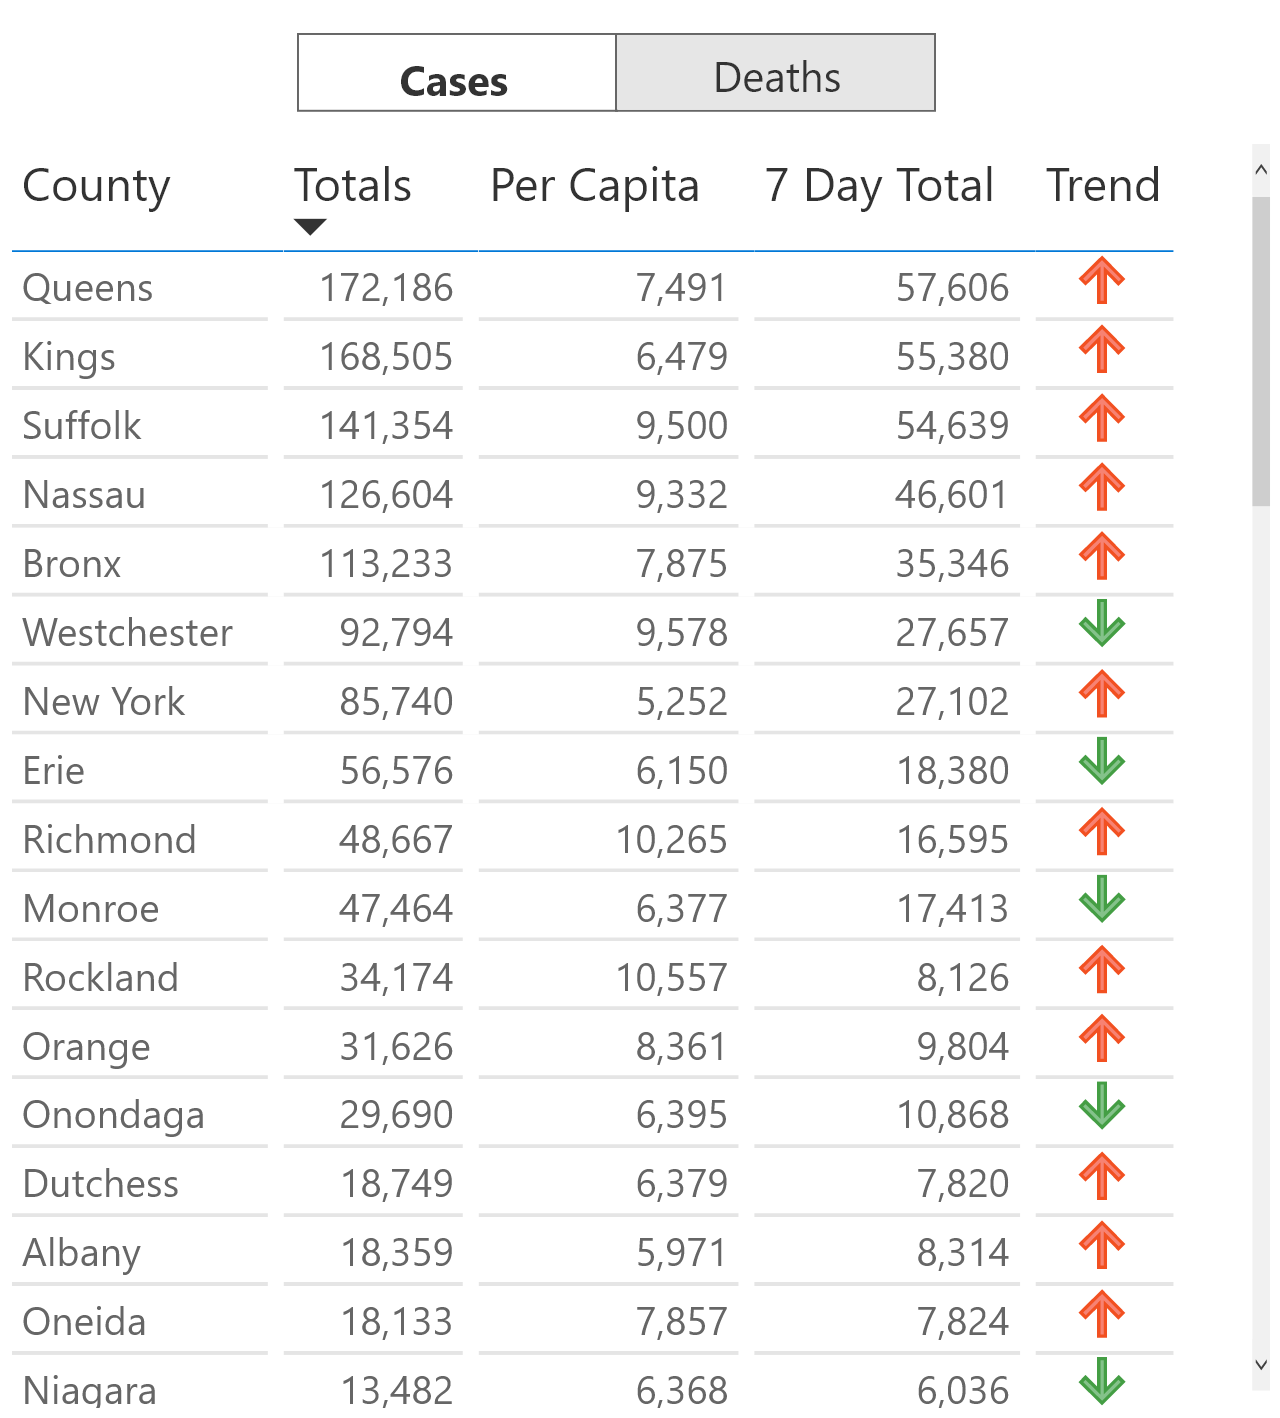 Cases Deaths
County Totals Per Capita 7 Day Total Trend
Queens 172,186 7,491 57,606
Kings 168,505 6,479 55,380
Suffolk 141,354 9,500 54,639
Nassau 126,604 9,332 46,601
Bronx 113,233 7,875 35,346
Westchester 92,794 9,578 27,657
New York 85,740 5,252 27,102
Erie 56,576 6,150 18,380
Richmond 48,667 10,265 16,595
Monroe 47,464 6,377 17,413
Rockland 34,174 10,557 8,126
Orange 31,626 8,361 9,804
Onondaga 29,690 6,395 10,868
Dutchess 18,749 6,379 7,820
Albany 18,359 5,971 8,314
Oneida 18,133 7,857 7,824
Niagara 13,482 6,368 6,036